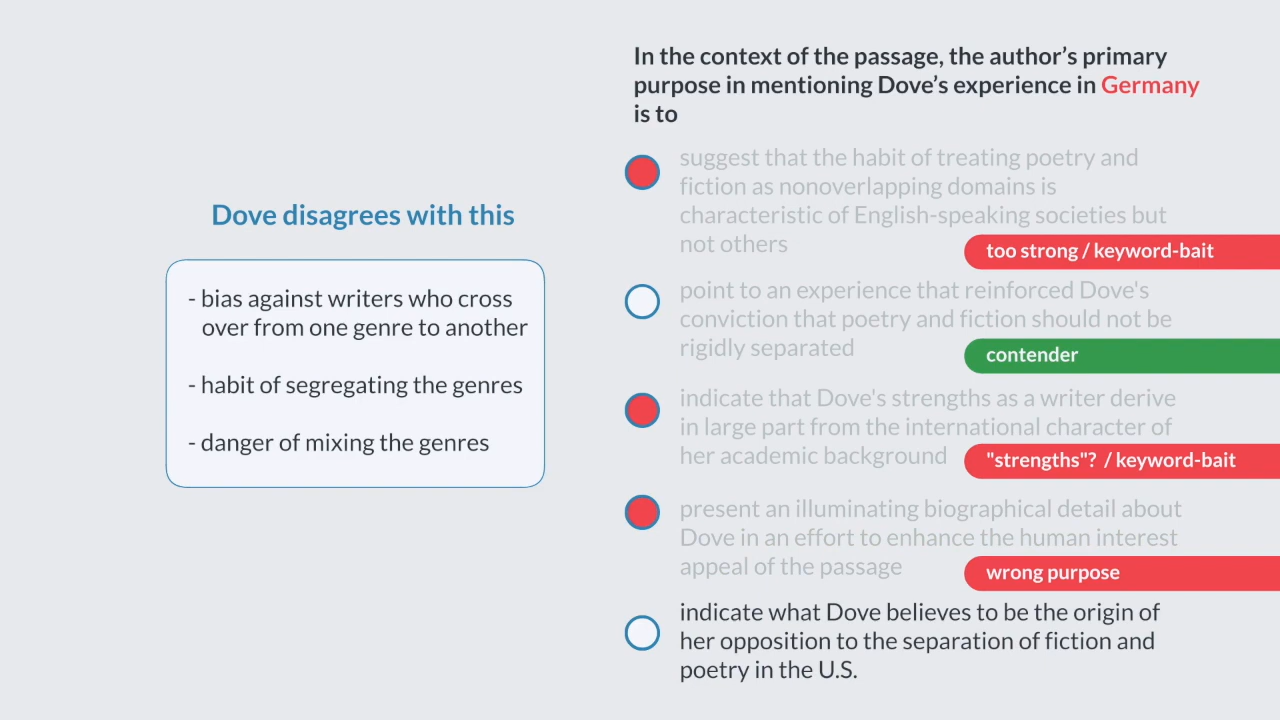 In the context of the passage, the author's primary
purpose in mentioning Dove's experience in Germany
is to
Dove disagrees with this
- bias against writers who cross
over from one genre to another
- habit of segregating the genres
- danger of mixing the genres
suggest that the habit of treating poetry and
fiction as nonoverlapping domains is
characteristic of English-speaking societies but
not others
too strong / keyword-bait
point to an experience that reinforced Dove's
conviction that poetry and fiction should not be
rigidly separated
contender
indicate that Dove's strengths as a writer derive
in large part from the international character of
her academic background
"strengths"? / keyword-bait
present an illuminating biographical detail about
Dove in an effort to enhance the human interest
appeal of the passage
wrong purpose
indicate what Dove believes to be the origin of
her opposition to the separation of fiction and
poetry in the U.S.